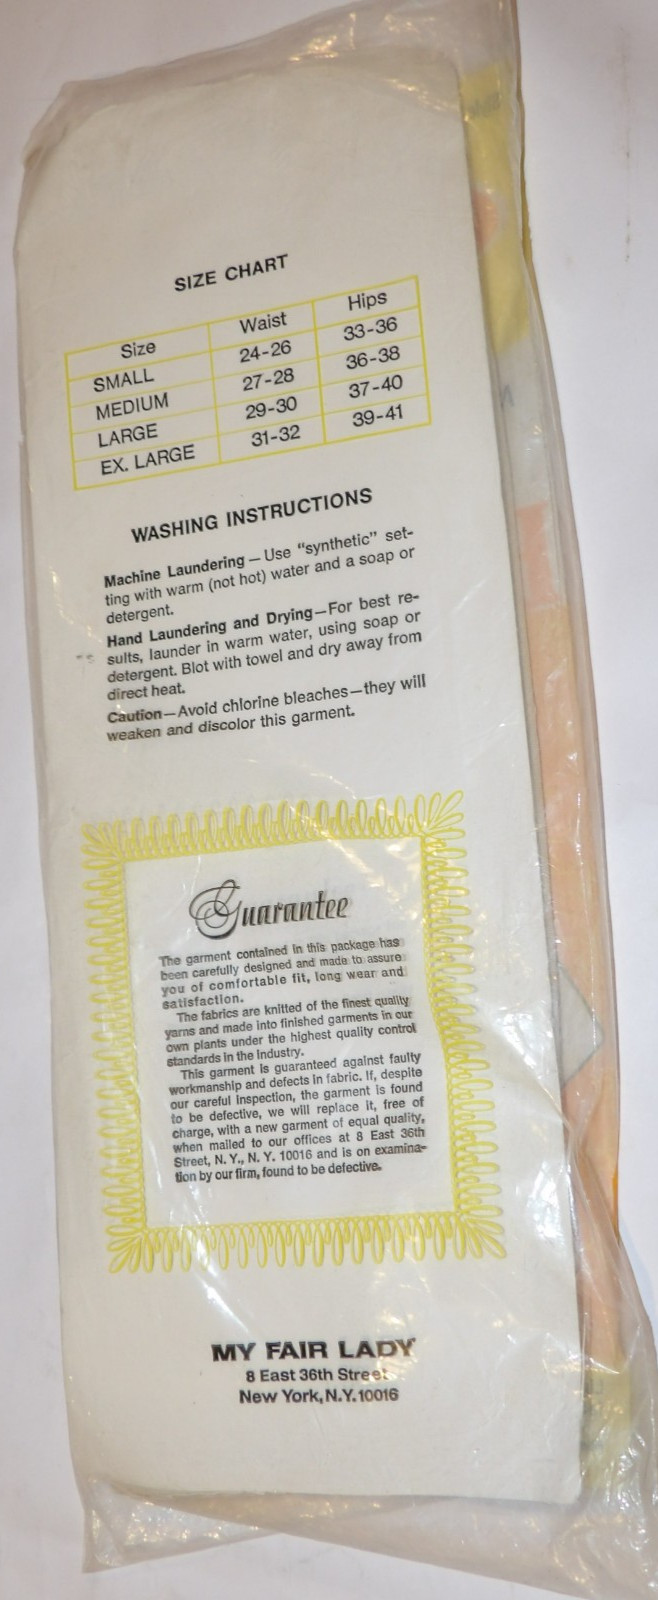 SIZE CHART
Size Waist Hips
SMALL 24-26 33-36
MEDIUM 27-28 36-38
LARGE 29-30 37-40
EX. LARGE 31-32 39-41
WASHING INSTRUCTIONS
Machine Laundering—Use “synthetic” set-
ting with warm (not hot) water and a soap or
detergent.
Hand Laundering and Drying—For best re-
sults, launder in warm water, using soap or
detergent. Blot with towel and dry away from
direct heat.
Caution—Avoid chlorine bleaches—they will
weaken and discolor this garment.
Guarantee
The garment contained in this package has
been carefully designed and made to assure
you of comfortable fit, long wear and
satisfaction.
The fabrics are knitted of the finest quality
yarns and made into finished garments in our
own plants under the highest quality control
standards in the industry.
This garment is guaranteed against faulty
workmanship and defects in fabric. If, despite
our careful inspection, the garment is found
to be defective, we will replace it, free of
charge, with a new garment of equal quality,
when mailed to our offices at 8 East 36th
Street, N. Y., N. Y. 10016 and is on examina-
tion by our firm, found to be defective.
MY FAIR LADY
8 East 36th Street
New York, N.Y. 10016